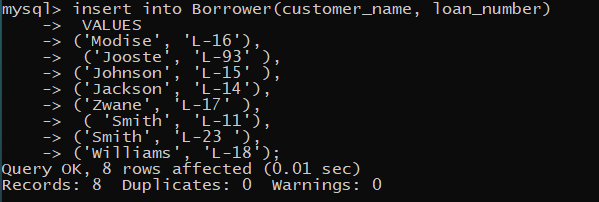 mysql> insert into Borrower(customer_name, loan_number)
    ->  VALUES
    -> ('Modise', 'L-16'),
    ->  ('Jooste', 'L-93' ),
    -> ('Johnson', 'L-15' ),
    -> ('Jackson', 'L-14'),
    -> ('Zwane', 'L-17' ),
    ->  ( 'Smith', 'L-11'),
    -> ('Smith', 'L-23 '),
    -> ('Williams', 'L-18');
Query OK, 8 rows affected (0.01 sec)
Records: 8  Duplicates: 0  Warnings: 0